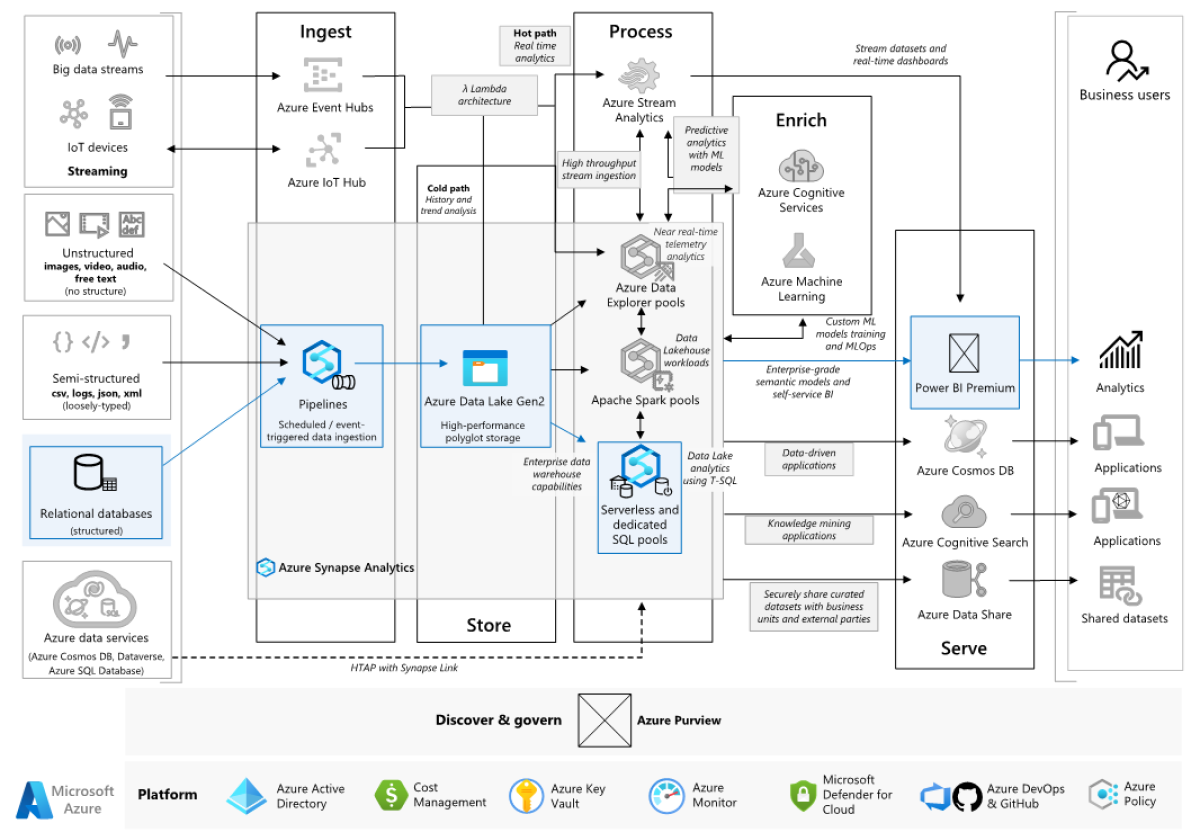 Ingest
Process
Hot path
Real time
analytics
Stream datasets and
real-time dashboards
Big data streams
IoT devices
Streaming
Azure Event Hubs
Azure IoT Hub
λ Lambda
architecture
Azure Stream
Analytics
High throughput
stream ingestion
Predictive
analytics
with ML
models
Enrich
Azure Cognitive
Services
Azure Machine
Learning
Business users
Cold path
History and
trend analysis
Unstructured
images, video, audio,
free text
(no structure)
Abc
def
Near real-time
telemetry
analytics
Azure Data
Explorer pools
Semi-structured
csv, logs, json, xml
(loosely-typed)
Pipelines
Scheduled / event-
triggered data ingestion
Azure Data Lake Gen2
High-performance
polyglot storage
Data
Lakehouse
workloads
Apache Spark pools
Custom ML
models training
and MLOps
Enterprise-grade
semantic models and
self-service BI
Power BI Premium
Analytics
Relational databases
(structured)
Enterprise data
warehouse
capabilities
Data Lake
analytics
using T-SQL
Serverless and
dedicated
SQL pools
Data-driven
applications
Azure Cosmos DB
Applications
Knowledge mining
applications
Azure Cognitive Search
Applications
Azure Synapse Analytics
Securely share curated
datasets with business
units and external parties
Azure Data Share
Shared datasets
SQL
Azure data services
(Azure Cosmos DB, Dataverse,
Azure SQL Database)
Store
Serve
HTAP with Synapse Link
Discover & govern
Azure Purview
Microsoft
Azure
Platform
Azure Active
Directory
Cost
Management
Azure Key
Vault
Azure
Monitor
Microsoft
Defender for
Cloud
Azure DevOps
& GitHub
Azure
Policy